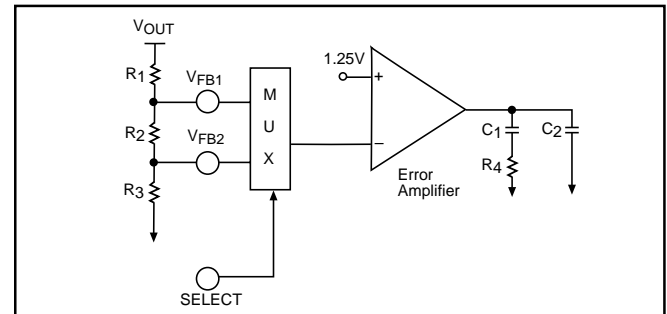 VOUT
R1
VFB1
R2
VFB2
R3
M
U
X
SELECT
1.25V
+
–
Error
Amplifier
C1
C2
R4